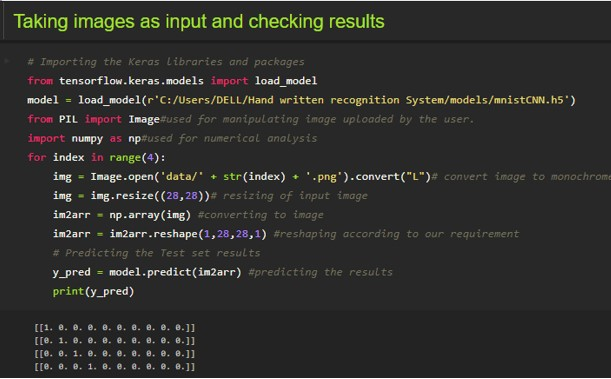 Taking images as input and checking results
# Importing the Keras libraries and packages
from tensorflow.keras.models import load_model
model = load_model(r'C:/Users/DELL/Hand written recognition System/models/mnistCNN.h5')
from PIL import Image#used for manipulating image uploaded by the user.
import numpy as np#used for numerical analysis
for index in range(4):
    img = Image.open('data/' + str(index) + '.png').convert("L")# convert image to monochrome
    img = img.resize((28,28))# resizing of input image
    im2arr = np.array(img) #converting to image
    im2arr = im2arr.reshape(1,28,28,1) #reshaping according to our requirement
    # Predicting the Test set results
    y_pred = model.predict(im2arr) #predicting the results
    print(y_pred)
[[1. 0. 0. 0. 0. 0. 0. 0. 0. 0.]]
[[0. 1. 0. 0. 0. 0. 0. 0. 0. 0.]]
[[0. 0. 1. 0. 0. 0. 0. 0. 0. 0.]]
[[0. 0. 0. 1. 0. 0. 0. 0. 0. 0.]]